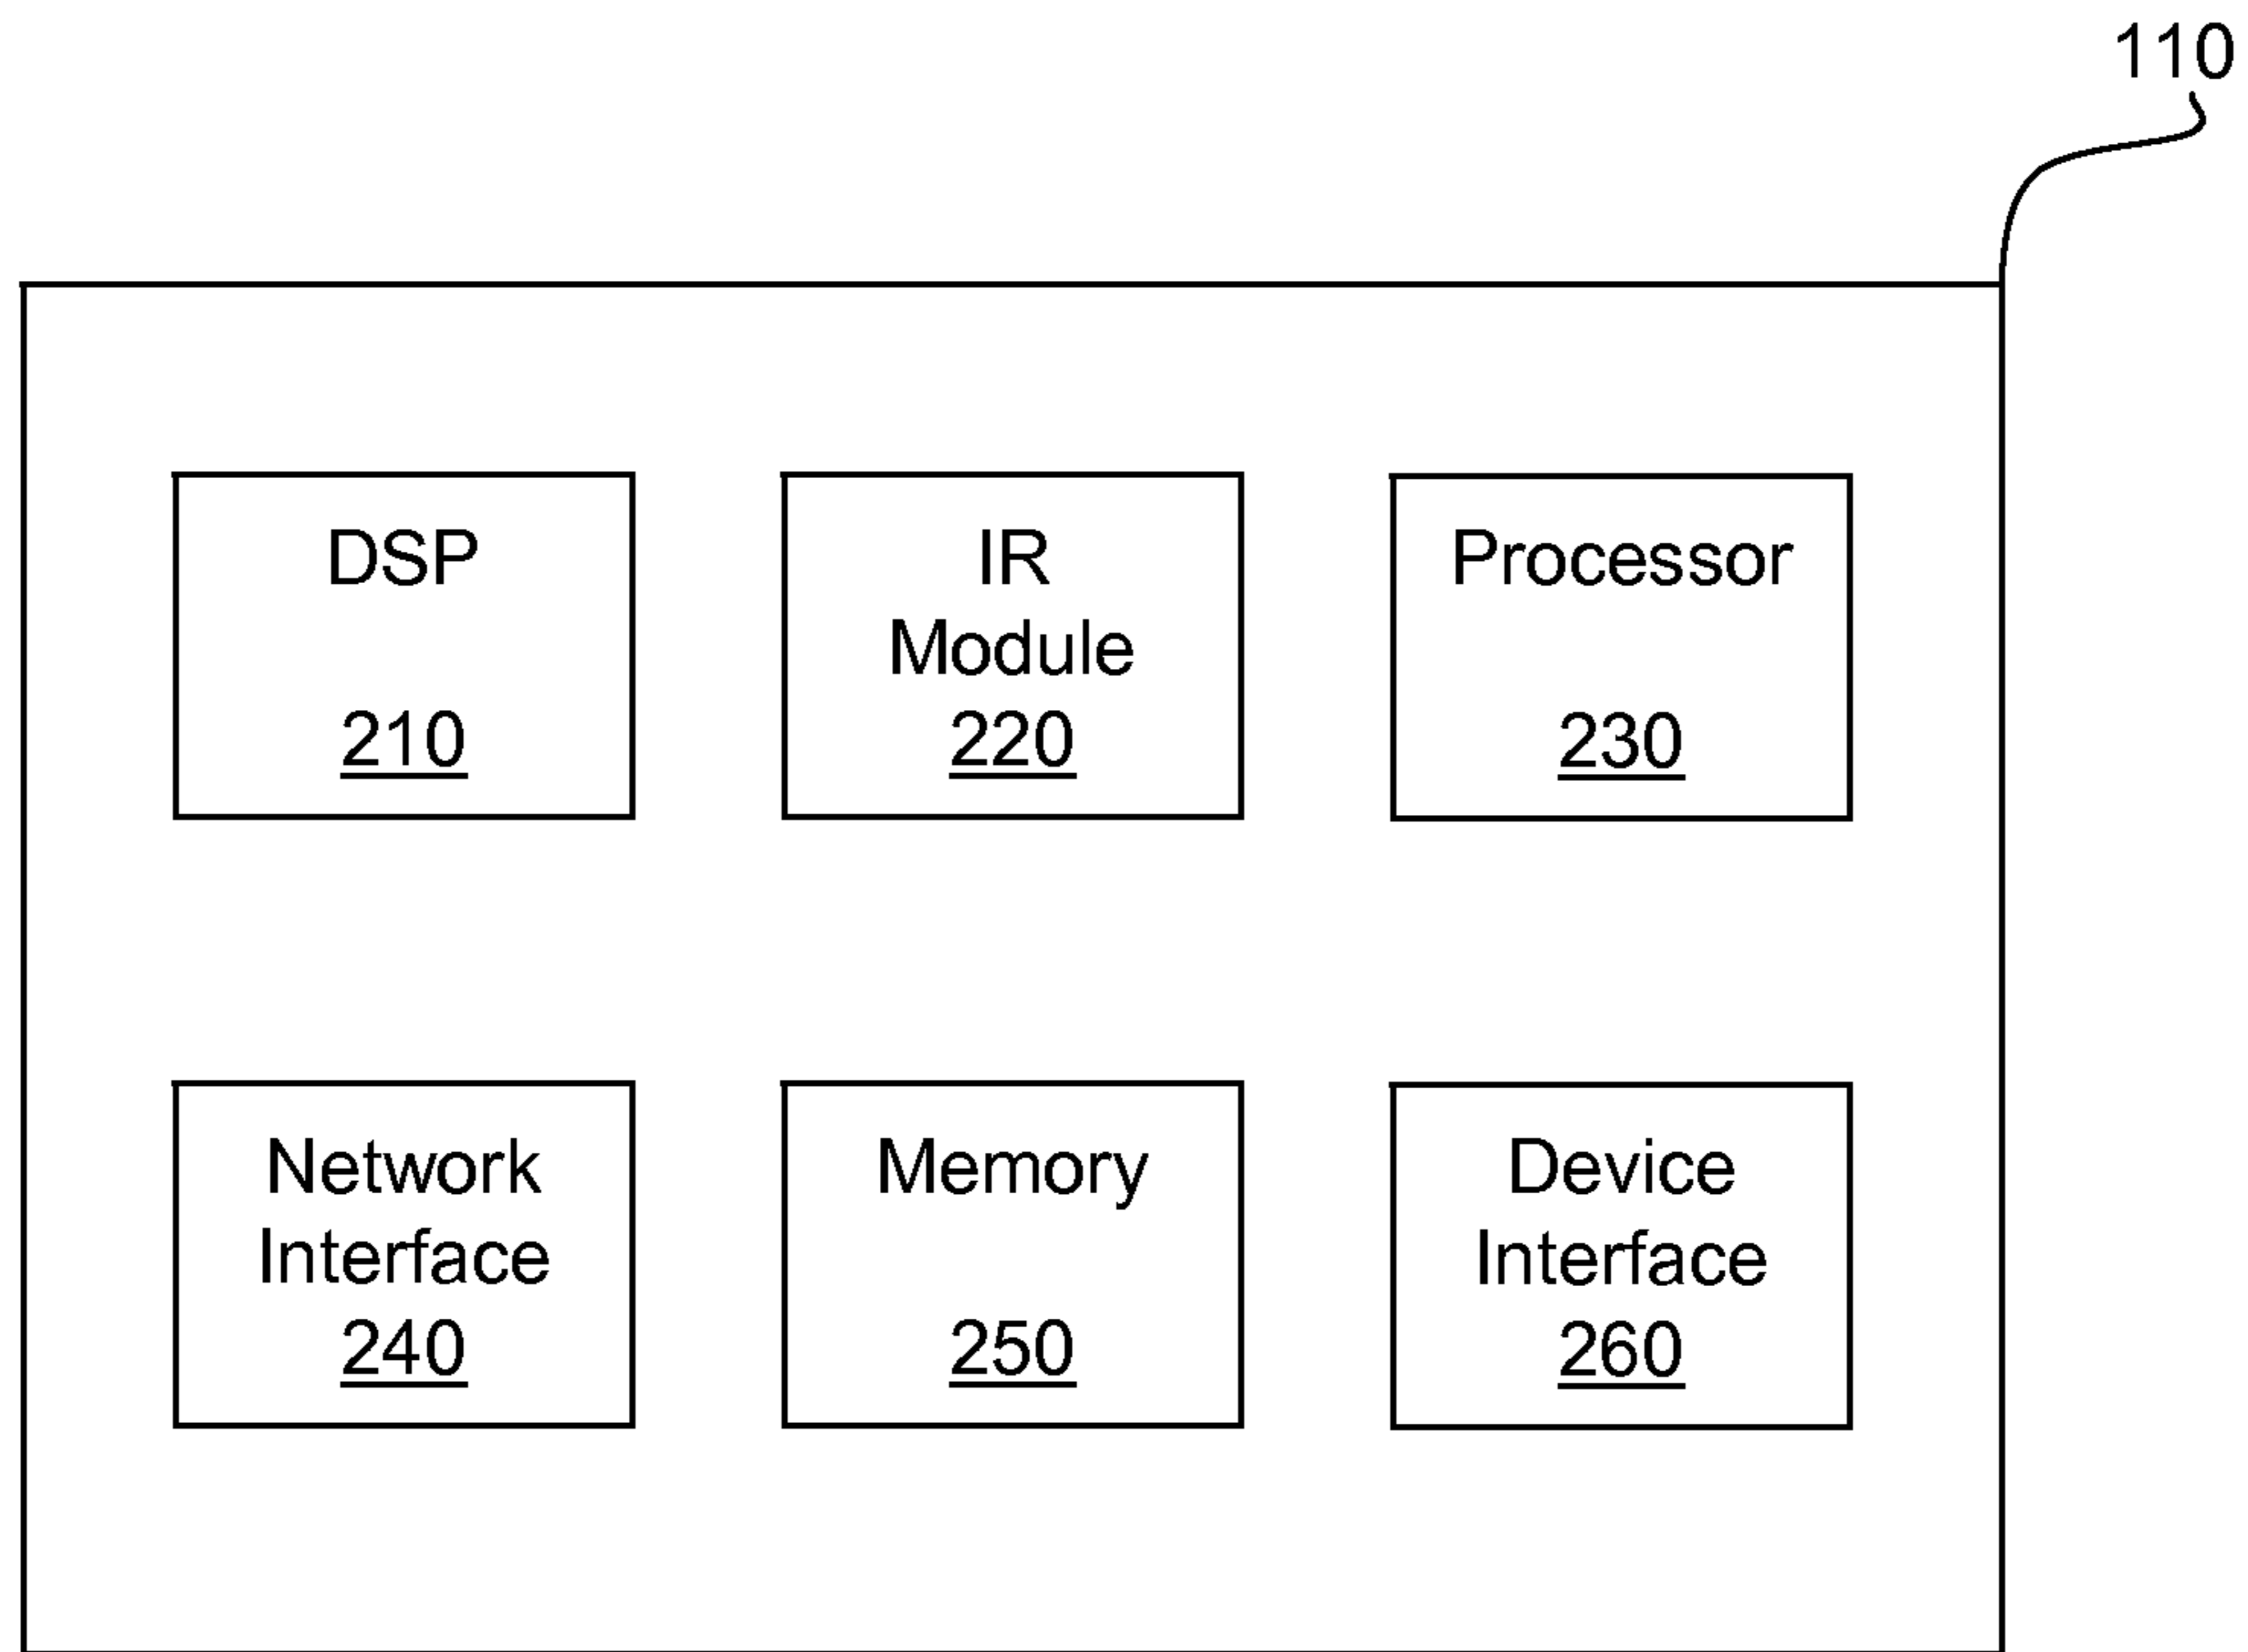 110
DSP
210
IR
Module
220
Processor
230
Network
Interface
240
Memory
250
Device
Interface
260